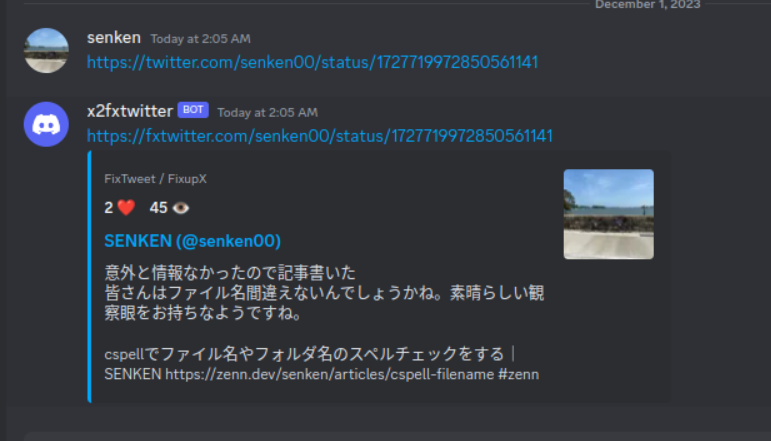 December 1, 2023
senken Today at 2:05 AM
https://twitter.com/senken00/status/1727719972850561141
x2fxtwitter BOT Today at 2:05 AM
https://fxtwitter.com/senken00/status/1727719972850561141
FixTweet / FixupX
2❤️ 45👁️
SENKEN (@senken00)
意外と情報なかったので記事書いた
皆さんはファイル名間違えないんでしょうかね。素晴らしい観
察眼をお持ちなようですね。
cspellでファイル名やフォルダ名のスペルチェックをする｜
SENKEN https://zenn.dev/senken/articles/cspell-filename #zenn